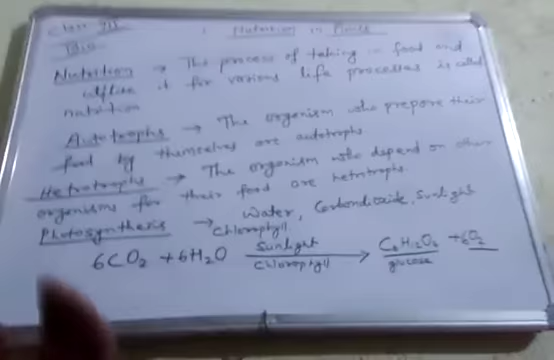 Class VII
Nutrition in Plants
Bio
Nutrition → The process of taking in food and
utilise it for various life processes is called
nutrition
Autotrophs → The organism who prepare their
food by themselves are autotrophs
Hetrotrophs → The organism who depend on other
organisms for their food are hetrotrophs.
Photosynthesis → Water, Carbondioxide, Sunlight
Chlorophyll.
6CO₂ + 6H₂O Sunlight Chlorophyll → C₆H₁₂O₆ + 6O₂
glucose